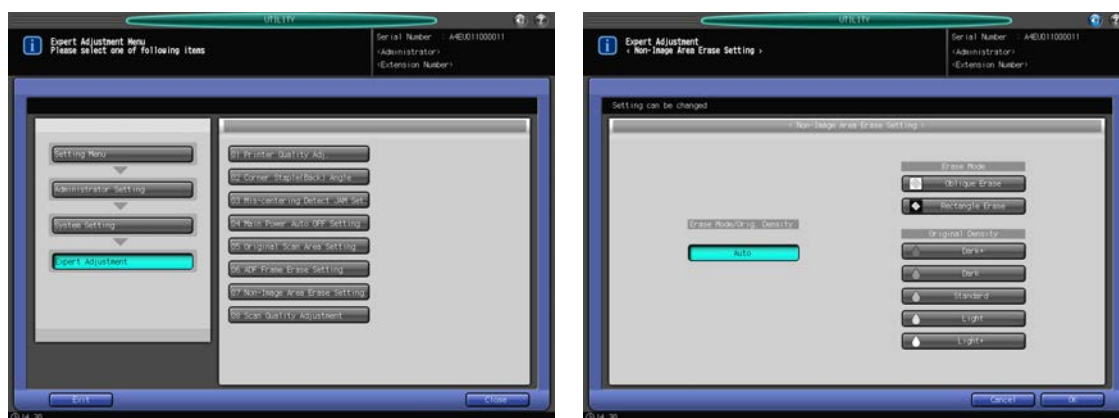 UTILITY
Expert Adjustment Menu
Please select one of following items
Serial Number : A4EU011000011
<Administrator>
<Extension Number>
Setting Menu
Administrator Setting
System Setting
Expert Adjustment
01 Printer Quality Adj.
02 Corner Staple(Back) Angle
03 Mis-centering Detect JAM Set.
04 Main Power Auto OFF Setting
05 Original Scan Area Setting
06 ADF Frame Erase Setting
07 Non-Image Area Erase Setting
08 Scan Quality Adjustment
Exit
Close
14:30
UTILITY
Expert Adjustment
< Non-Image Area Erase Setting >
Serial Number : A4EU011000011
<Administrator>
<Extension Number>
Setting can be changed
< Non-Image Area Erase Setting >
Erase Mode/Orig. Density
Auto
Erase Mode
Oblique Erase
Rectangle Erase
Original Density
Dark+
Dark
Standard
Light
Light+
Cancel
OK
14:30